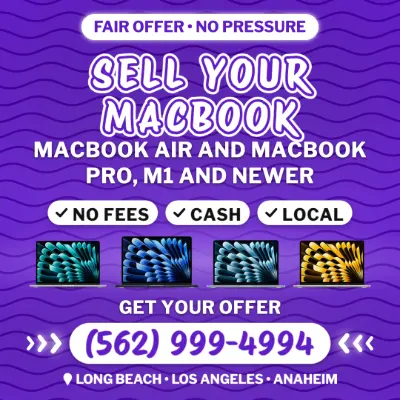 FAIR OFFER • NO PRESSURE
SELL YOUR
MACBOOK
MACBOOK AIR AND MACBOOK
PRO, M1 AND NEWER
✓ NO FEES ✓ CASH ✓ LOCAL
GET YOUR OFFER
(562) 999-4994
LONG BEACH • LOS ANGELES • ANAHEIM